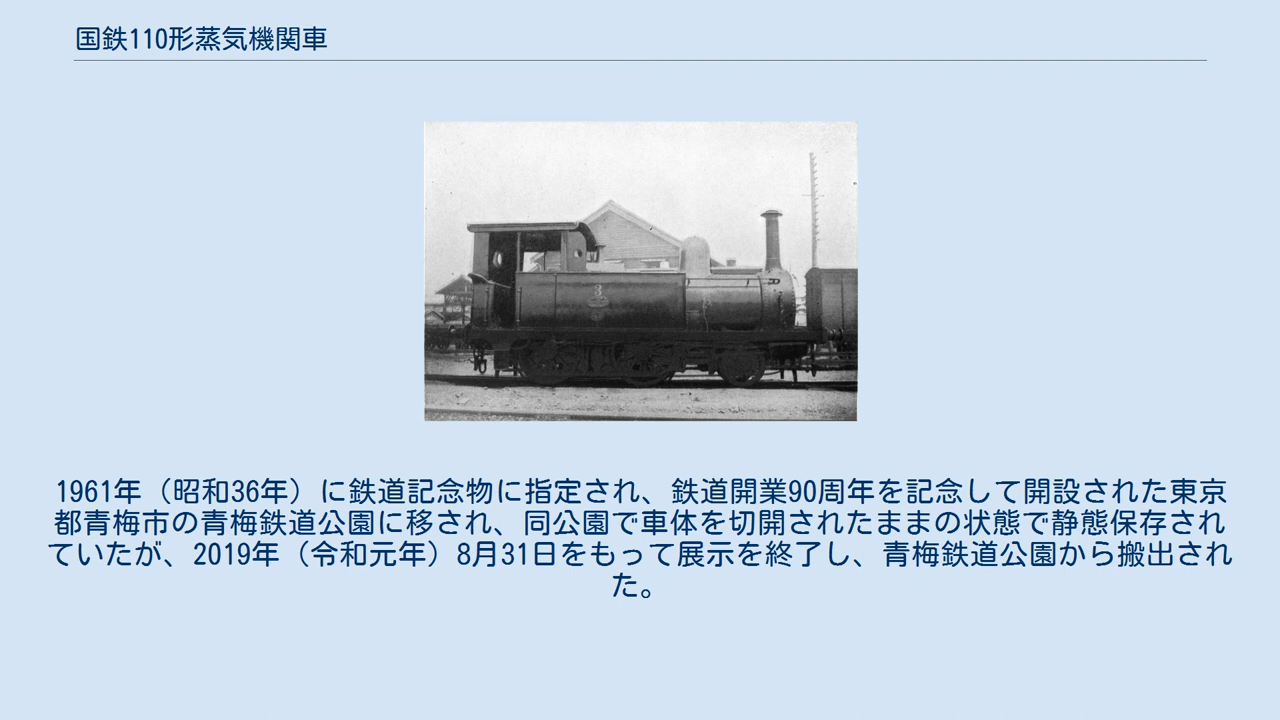 国鉄110形蒸気機関車
3
1961年（昭和36年）に鉄道記念物に指定され、鉄道開業90周年を記念して開設された東京
都青梅市の青梅鉄道公園に移され、同公園で車体を切開されたままの状態で静態保存され
ていたが、2019年（令和元年）8月31日をもって展示を終了し、青梅鉄道公園から搬出され
た。